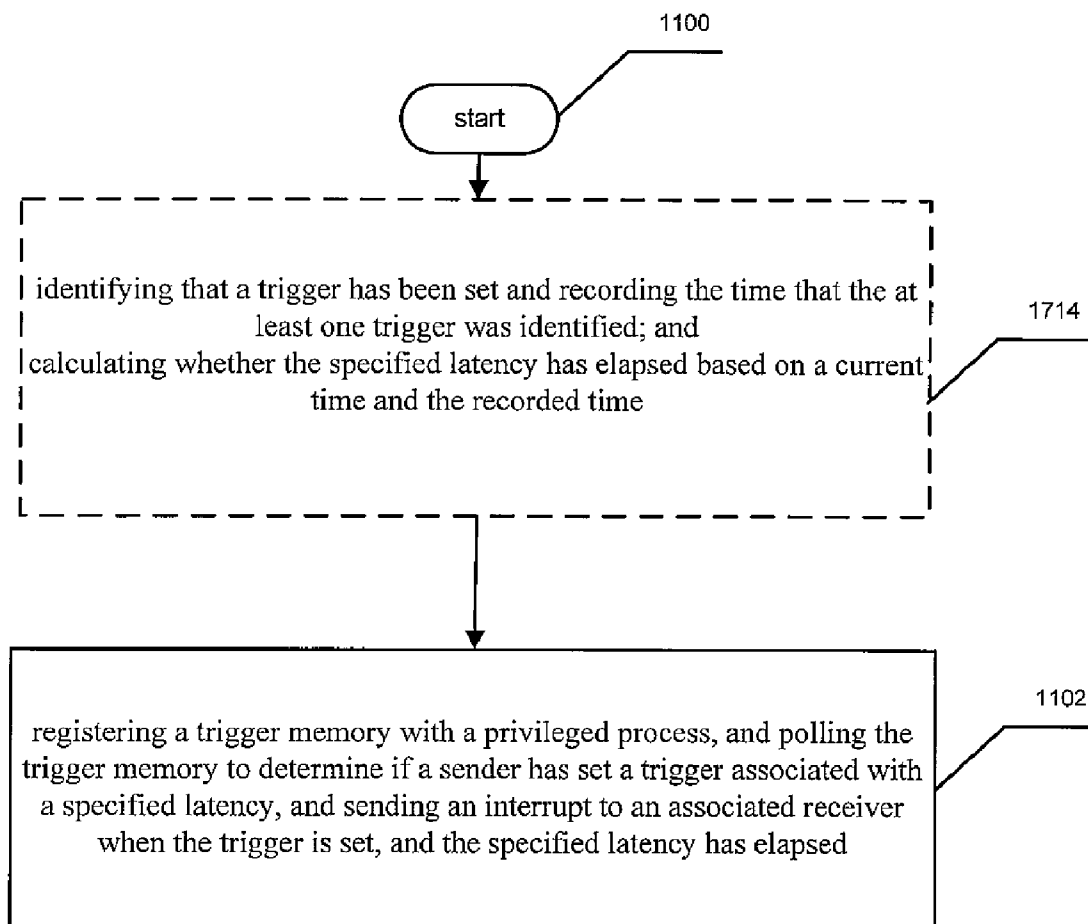 1100
start
identifying that a trigger has been set and recording the time that the at
least one trigger was identified; and
calculating whether the specified latency has elapsed based on a current
time and the recorded time
1714
registering a trigger memory with a privileged process, and polling the
trigger memory to determine if a sender has set a trigger associated with
a specified latency, and sending an interrupt to an associated receiver
when the trigger is set, and the specified latency has elapsed
1102